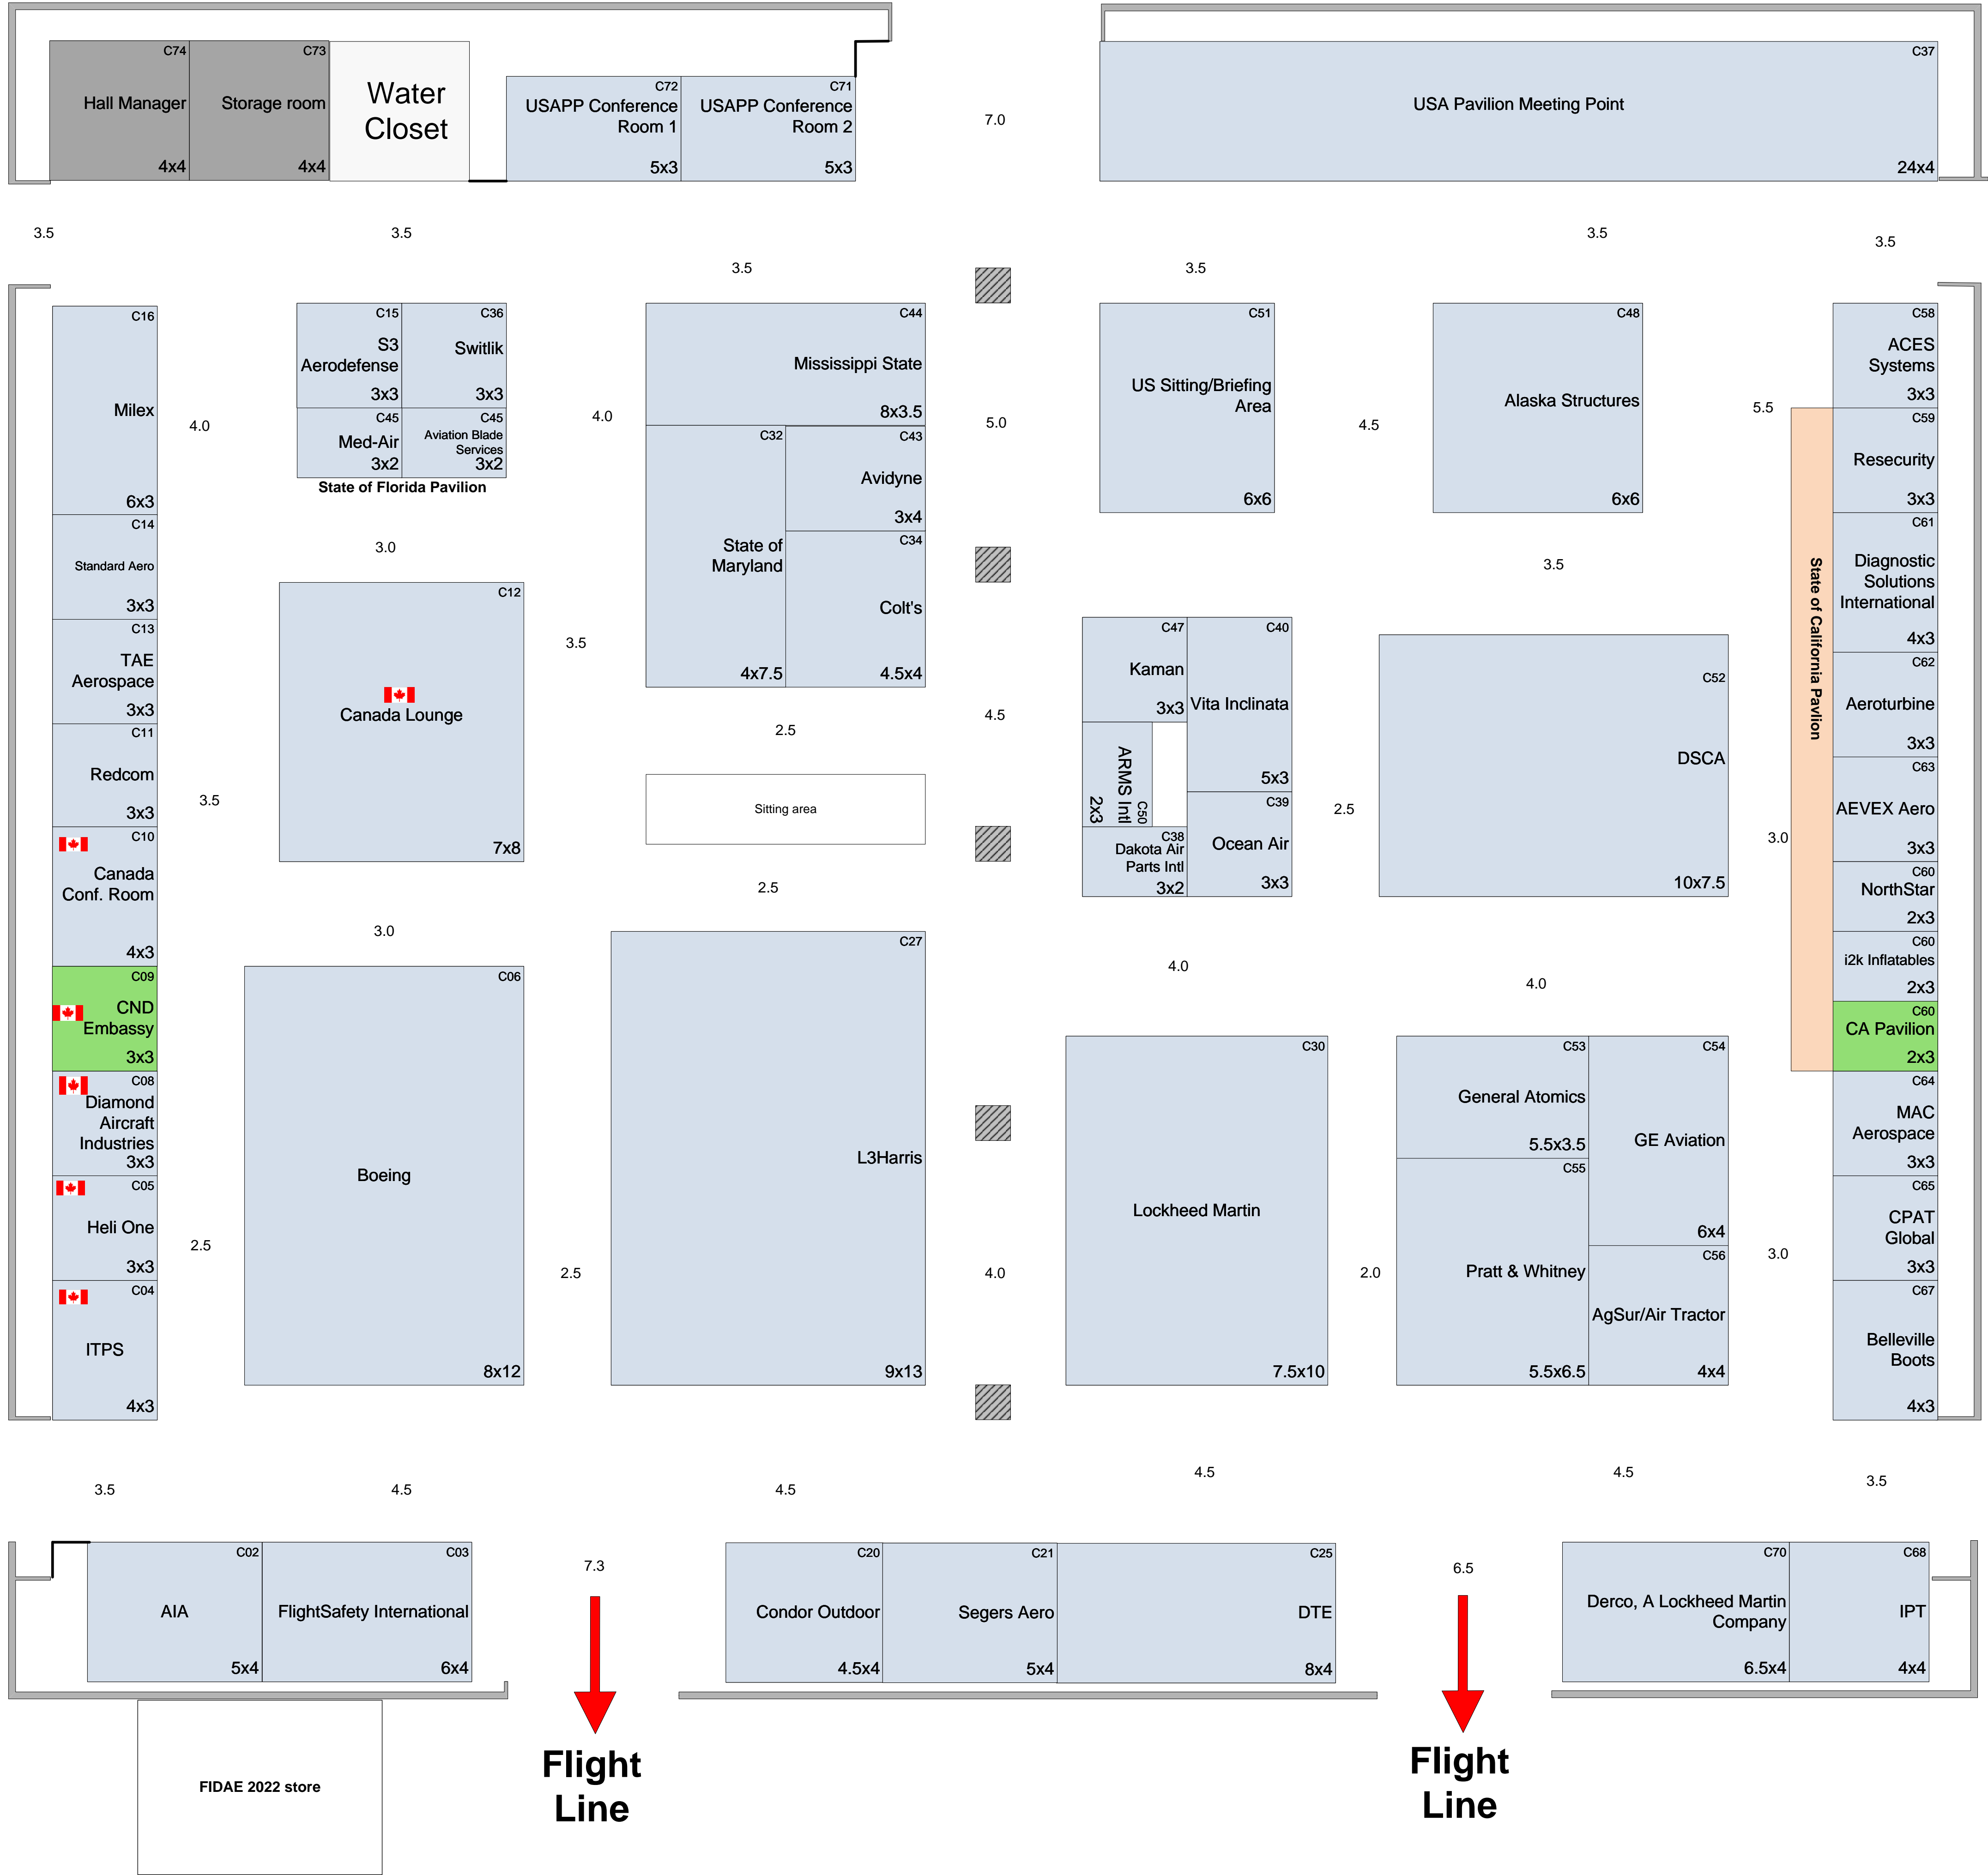 C74
Hall Manager
4x4
C73
Storage room
4x4
Water
Closet
C72
USAPP Conference
Room 1
5x3
C71
USAPP Conference
Room 2
5x3
7.0
C37
USA Pavilion Meeting Point
24x4
3.5
3.5
3.5
3.5
3.5
3.5
C16
Milex
6x3
4.0
C15
S3
Aerodefense
3x3
C36
Switlik
3x3
C45
Med-Air
3x2
C45
Aviation Blade
Services
3x2
State of Florida Pavilion
4.0
C44
Mississippi State
8x3.5
C32
State of
Maryland
4x7.5
C43
Avidyne
3x4
C34
Colt's
4.5x4
5.0
C51
US Sitting/Briefing
Area
6x6
4.5
C48
Alaska Structures
6x6
5.5
C58
ACES
Systems
3x3
C59
Resecurity
3x3
C61
Diagnostic
Solutions
International
4x3
C62
Aeroturbine
3x3
C63
AEVEX Aero
3x3
C60
NorthStar
2x3
C60
i2k Inflatables
2x3
C60
CA Pavilion
2x3
State of California Pavlion
C14
Standard Aero
3x3
C13
TAE
Aerospace
3x3
C11
Redcom
3x3
C10
Canada
Conf. Room
4x3
C09
CND
Embassy
3x3
C08
Diamond
Aircraft
Industries
3x3
C05
Heli One
3x3
C04
ITPS
4x3
3.0
C12
Canada Lounge
7x8
3.5
3.5
2.5
Sitting area
2.5
4.5
3.5
C47
Kaman
3x3
C40
Vita Inclinata
5x3
ARMS Intl
C50
2x3
C38
Dakota Air
Parts Intl
3x2
C39
Ocean Air
3x3
2.5
C52
DSCA
10x7.5
3.0
3.0
C06
Boeing
8x12
C27
L3Harris
9x13
4.0
4.0
C30
Lockheed Martin
7.5x10
C53
General Atomics
5.5x3.5
C54
GE Aviation
6x4
C55
Pratt & Whitney
5.5x6.5
C56
AgSur/Air Tractor
4x4
C64
MAC
Aerospace
3x3
C65
CPAT
Global
3x3
C67
Belleville
Boots
4x3
2.5
2.5
4.0
2.0
3.0
3.5
4.5
4.5
4.5
4.5
3.5
C02
AIA
5x4
C03
FlightSafety International
6x4
7.3
C20
Condor Outdoor
4.5x4
C21
Segers Aero
5x4
C25
DTE
8x4
6.5
C70
Derco, A Lockheed Martin
Company
6.5x4
C68
IPT
4x4
FIDAE 2022 store
Flight
Line
Flight
Line